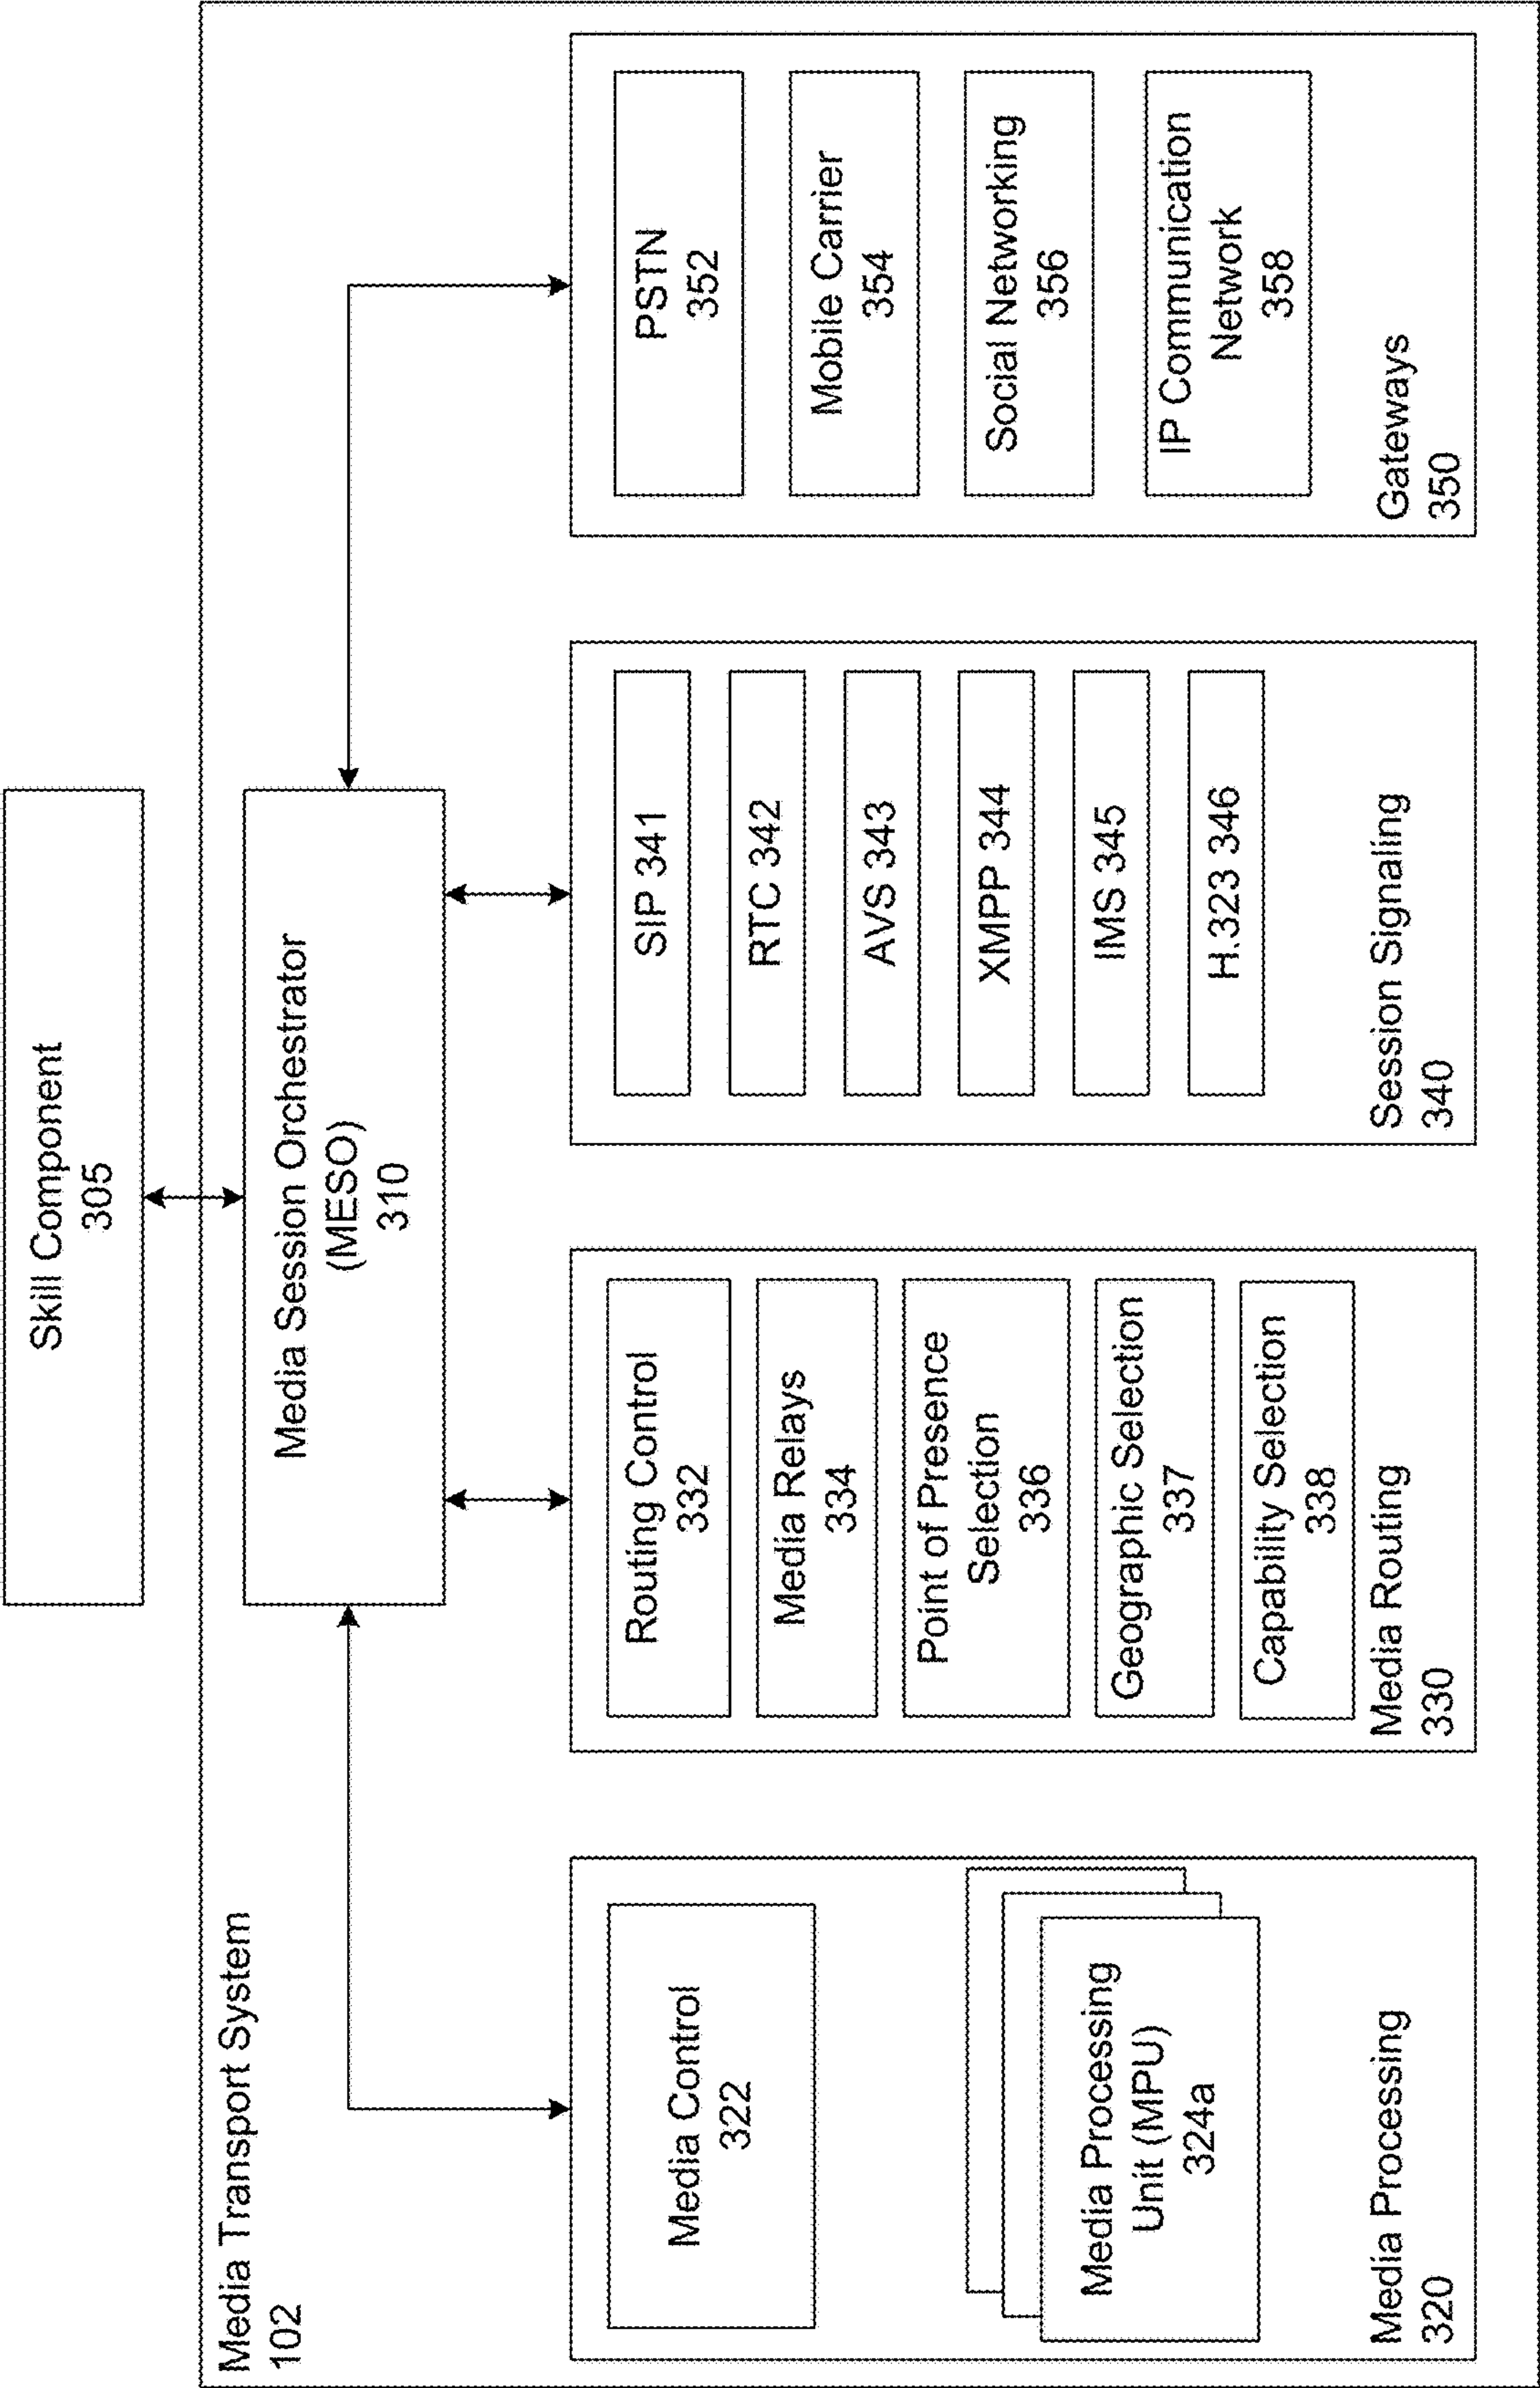 Skill Component
305
Media Transport System
102
Media Session Orchestrator
(MESO)
310
Media Control
322
Media Processing
Unit (MPU)
324a
Media Processing
320
Routing Control
332
Media Relays
334
Point of Presence
Selection
336
Geographic Selection
337
Capability Selection
338
Media Routing
330
SIP 341
RTC 342
AVS 343
XMPP 344
IMS 345
H.323 346
Session Signaling
340
PSTN
352
Mobile Carrier
354
Social Networking
356
IP Communication
Network
358
Gateways
350